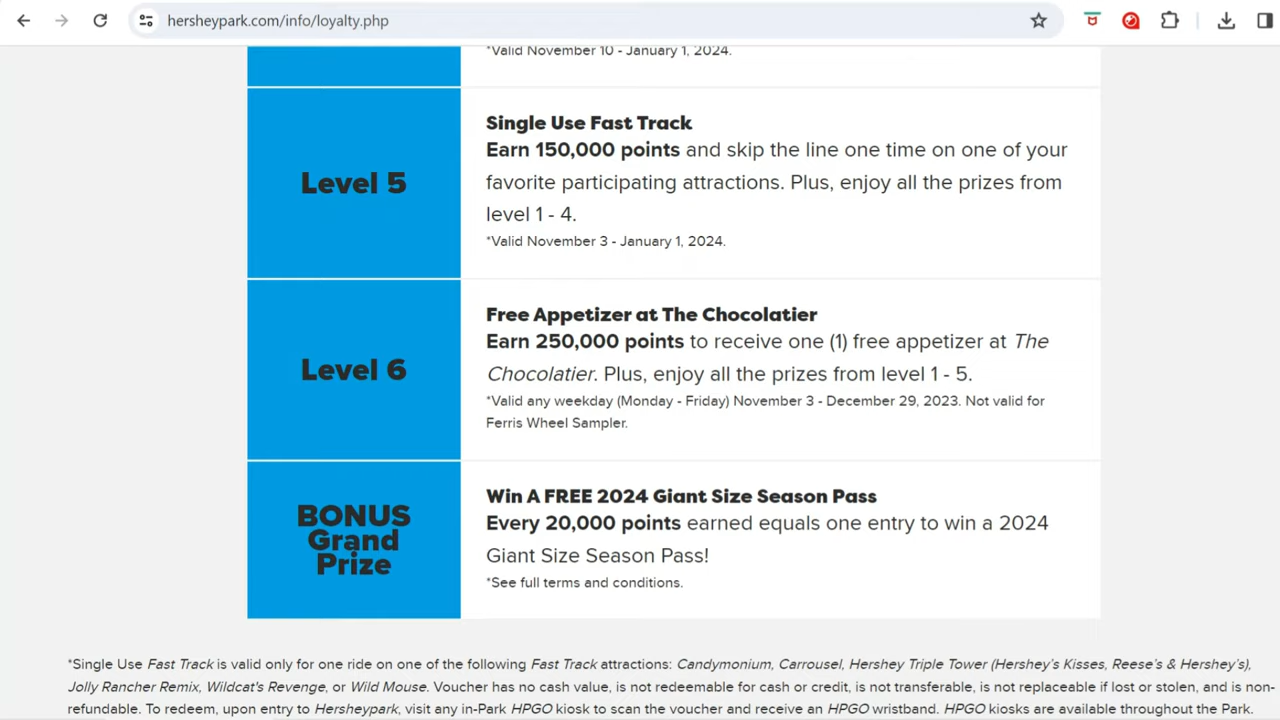 hersheypark.com/info/loyalty.php
*Valid November 10 - January 1, 2024.
Level 5
Single Use Fast Track
Earn 150,000 points and skip the line one time on one of your
favorite participating attractions. Plus, enjoy all the prizes from
level 1 - 4.
*Valid November 3 - January 1, 2024.
Level 6
Free Appetizer at The Chocolatier
Earn 250,000 points to receive one (1) free appetizer at The
Chocolatier. Plus, enjoy all the prizes from level 1 - 5.
*Valid any weekday (Monday - Friday) November 3 - December 29, 2023. Not valid for
Ferris Wheel Sampler.
BONUS
Grand
Prize
Win A FREE 2024 Giant Size Season Pass
Every 20,000 points earned equals one entry to win a 2024
Giant Size Season Pass!
*See full terms and conditions.
*Single Use Fast Track is valid only for one ride on one of the following Fast Track attractions: Candymonium, Carrousel, Hershey Triple Tower (Hershey's Kisses, Reese's & Hershey's),
Jolly Rancher Remix, Wildcat's Revenge, or Wild Mouse. Voucher has no cash value, is not redeemable for cash or credit, is not transferable, is not replaceable if lost or stolen, and is non-
refundable. To redeem, upon entry to Hersheypark, visit any in-Park HPGO kiosk to scan the voucher and receive an HPGO wristband. HPGO kiosks are available throughout the Park.